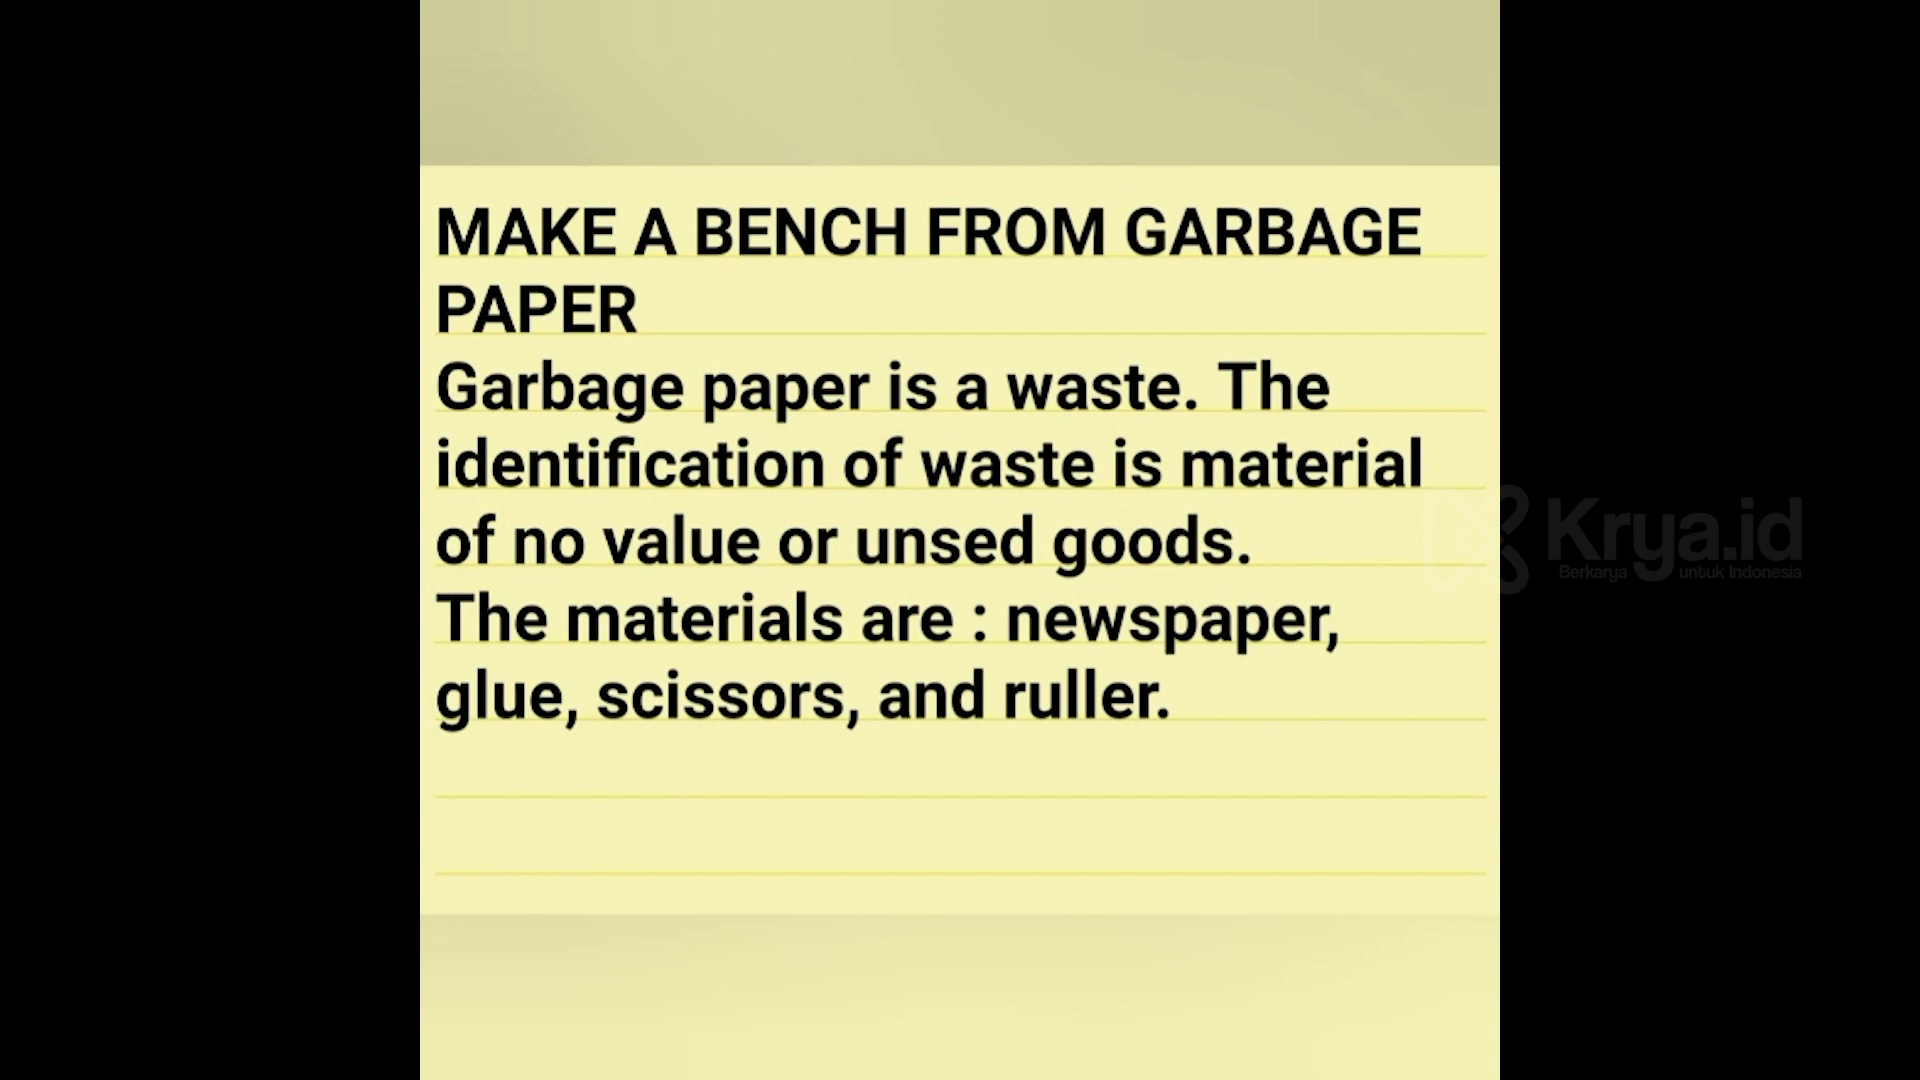 MAKE A BENCH FROM GARBAGE
PAPER
Garbage paper is a waste. The
identification of waste is material
of no value or unsed goods.
The materials are : newspaper,
glue, scissors, and ruller.
Krya.id
Berkarya untuk Indonesia